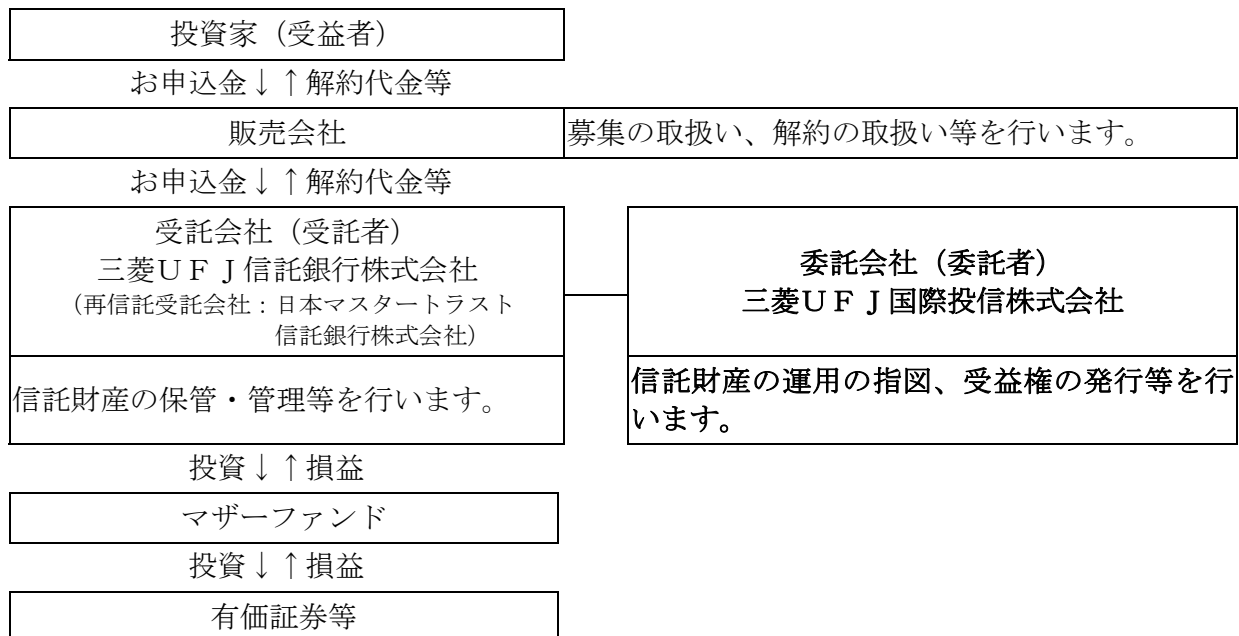 投資家（受益者）
お申込金↓↑解約代金等
販売会社
募集の取扱い、解約の取扱い等を行います。
お申込金↓↑解約代金等
受託会社（受託者）
三菱ＵＦＪ信託銀行株式会社
（再信託受託会社：日本マスタートラスト
信託銀行株式会社）
信託財産の保管・管理等を行います。
委託会社（委託者）
三菱ＵＦＪ国際投信株式会社
信託財産の運用の指図、受益権の発行等を行
います。
投資↓↑損益
マザーファンド
投資↓↑損益
有価証券等